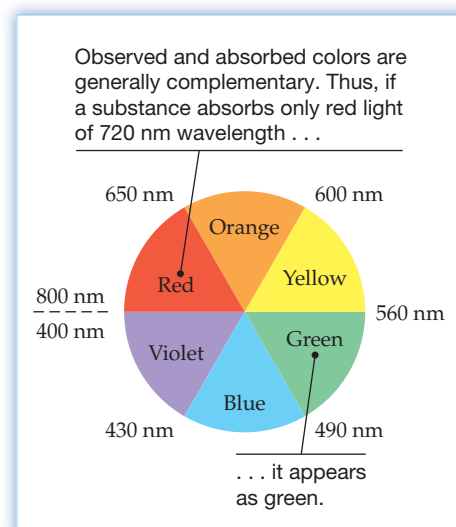 Observed and absorbed colors are
generally complementary. Thus, if
a substance absorbs only red light
of 720 nm wavelength . . .
650 nm
600 nm
Orange
Red
Yellow
800 nm
400 nm
560 nm
Violet
Green
Blue
430 nm
490 nm
. . . it appears
as green.